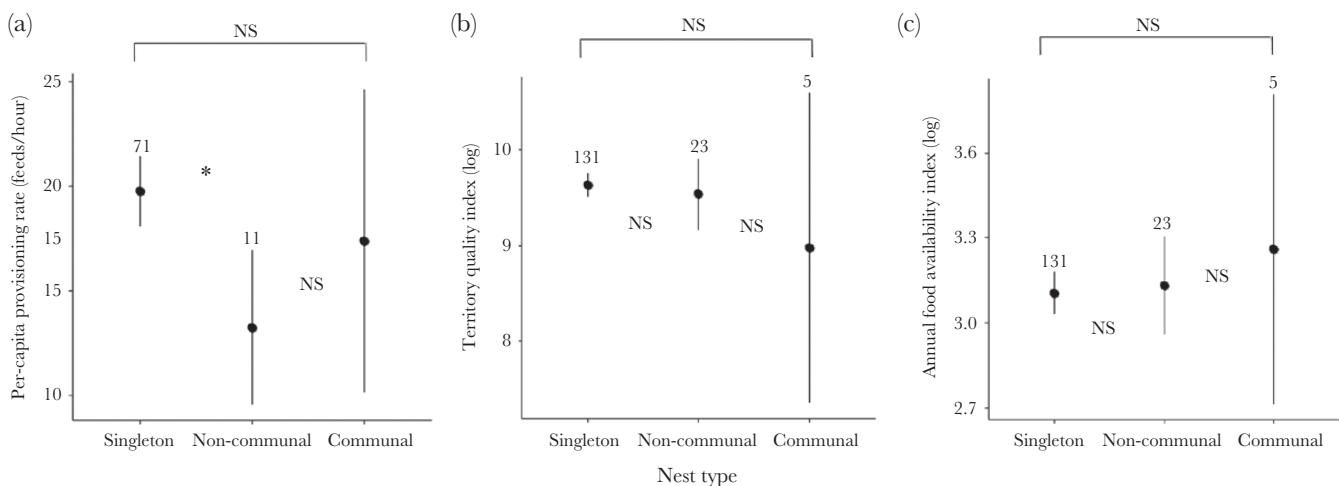 (a)
NS
25
71
*
20
11
15
NS
15
10
Per-capita provisioning rate (feeds/hour)
Singleton Non-communal Communal
(b)
NS
5
10
131
23
NS
NS
9
8
Territory quality index (log)
Singleton Non-communal Communal
Nest type
(c)
NS
5
3.6
23
3.3
131
NS
NS
3.0
2.7
Annual food availability index (log)
Singleton Non-communal Communal